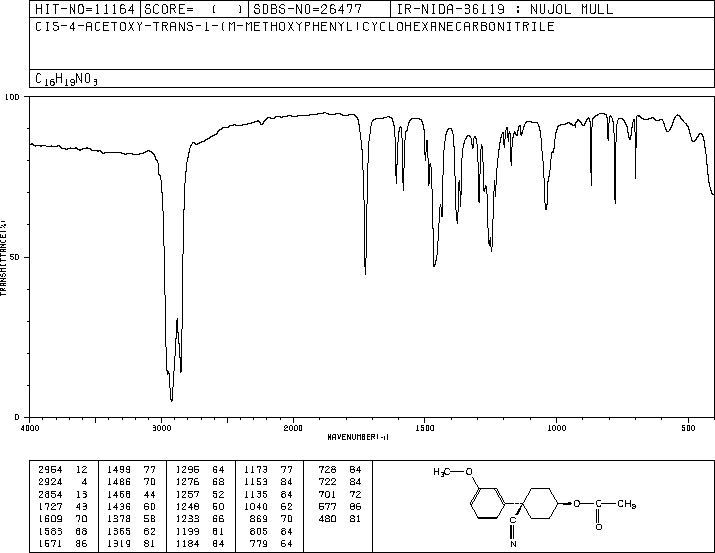 HIT-NO=11164 SCORE= ( ) SDBS-NO=26477 IR-NIDA-36119 : NUJOL MULL
CIS-4-ACETOXY-TRANS-1-(M-METHOXYPHENYL)CYCLOHEXANECARBONITRILE
C16H19NO3
100
50
0
TRANSMITTANCE(%)
4000 3000 2000 1500 1000 500
WAVENUMBER(-1)
2964 12 1499 77 1296 64 1173 77 728 84
2924 4 1486 70 1276 68 1153 84 722 84
2854 13 1468 44 1257 52 1135 84 701 72
1727 43 1436 60 1248 50 1040 62 677 86
1609 70 1378 58 1233 66 869 70 480 81
1583 68 1365 62 1199 81 805 84
1571 86 1319 81 1184 84 779 64
H3C O
O C CH3
C O
N